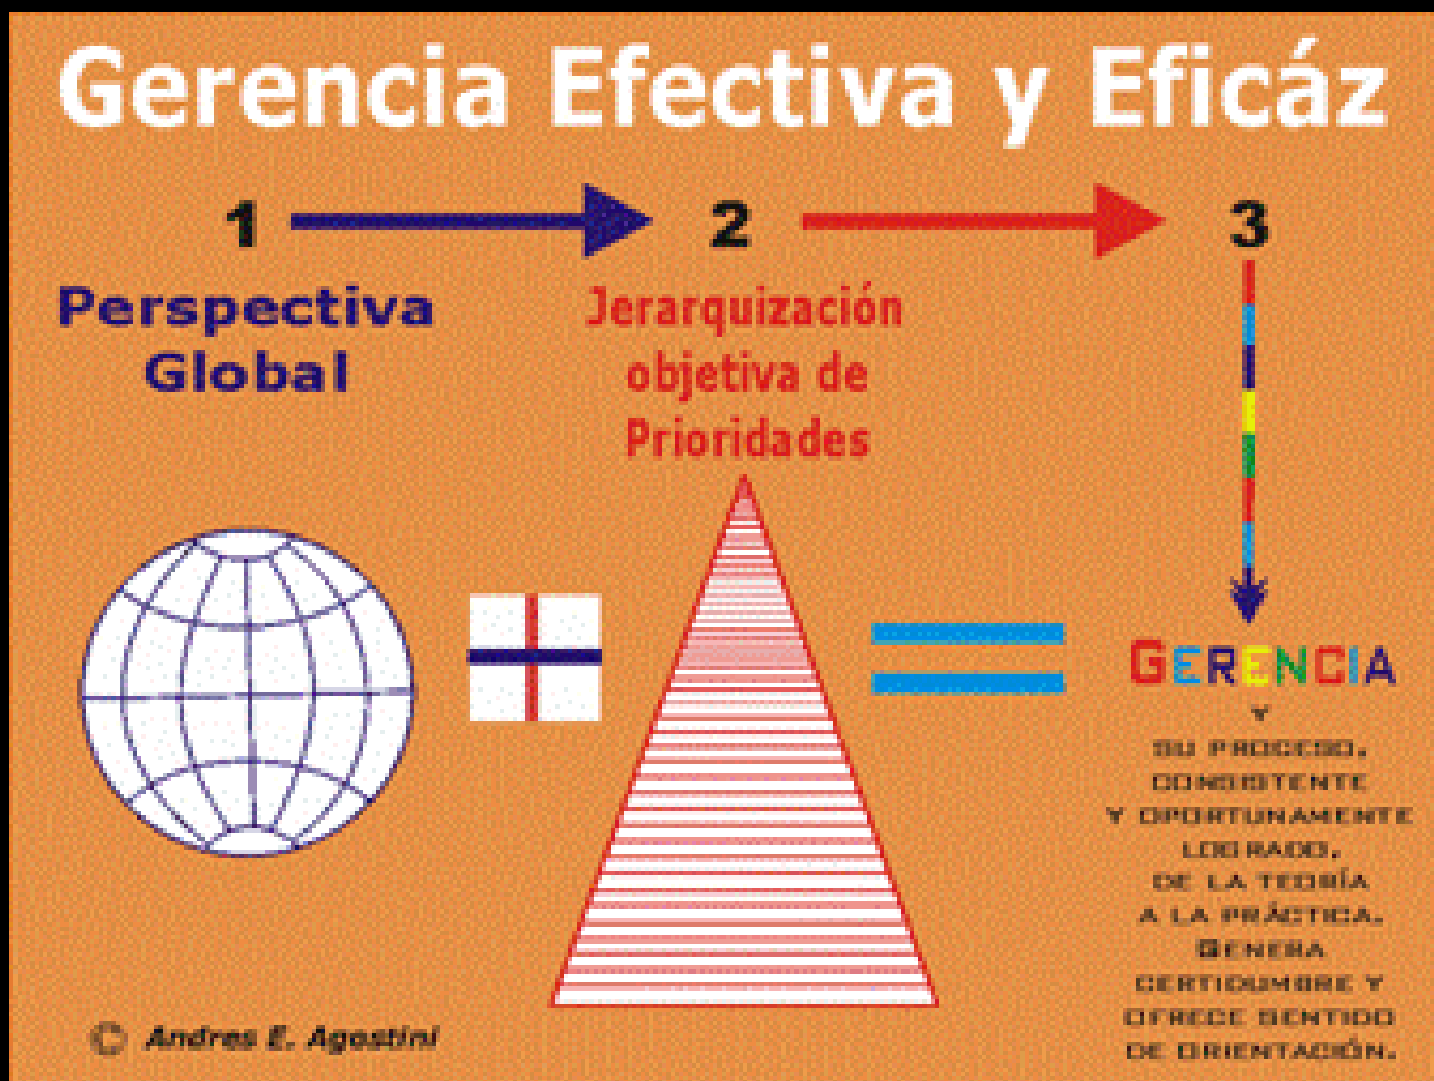 Gerencia Efectiva y Eficáz
1
2
3
Perspectiva
Global
Jerarquización
objetiva de
Prioridades
GERENCIA
Y
SU PROCESO,
CONSISTENTE
Y OPORTUNAMENTE
LOGRADO,
DE LA TEORÍA
A LA PRÁCTICA.
GENERA
CERTIDUMBRE Y
OFRECE SENTIDO
DE ORIENTACIÓN.
© Andres E. Agostini